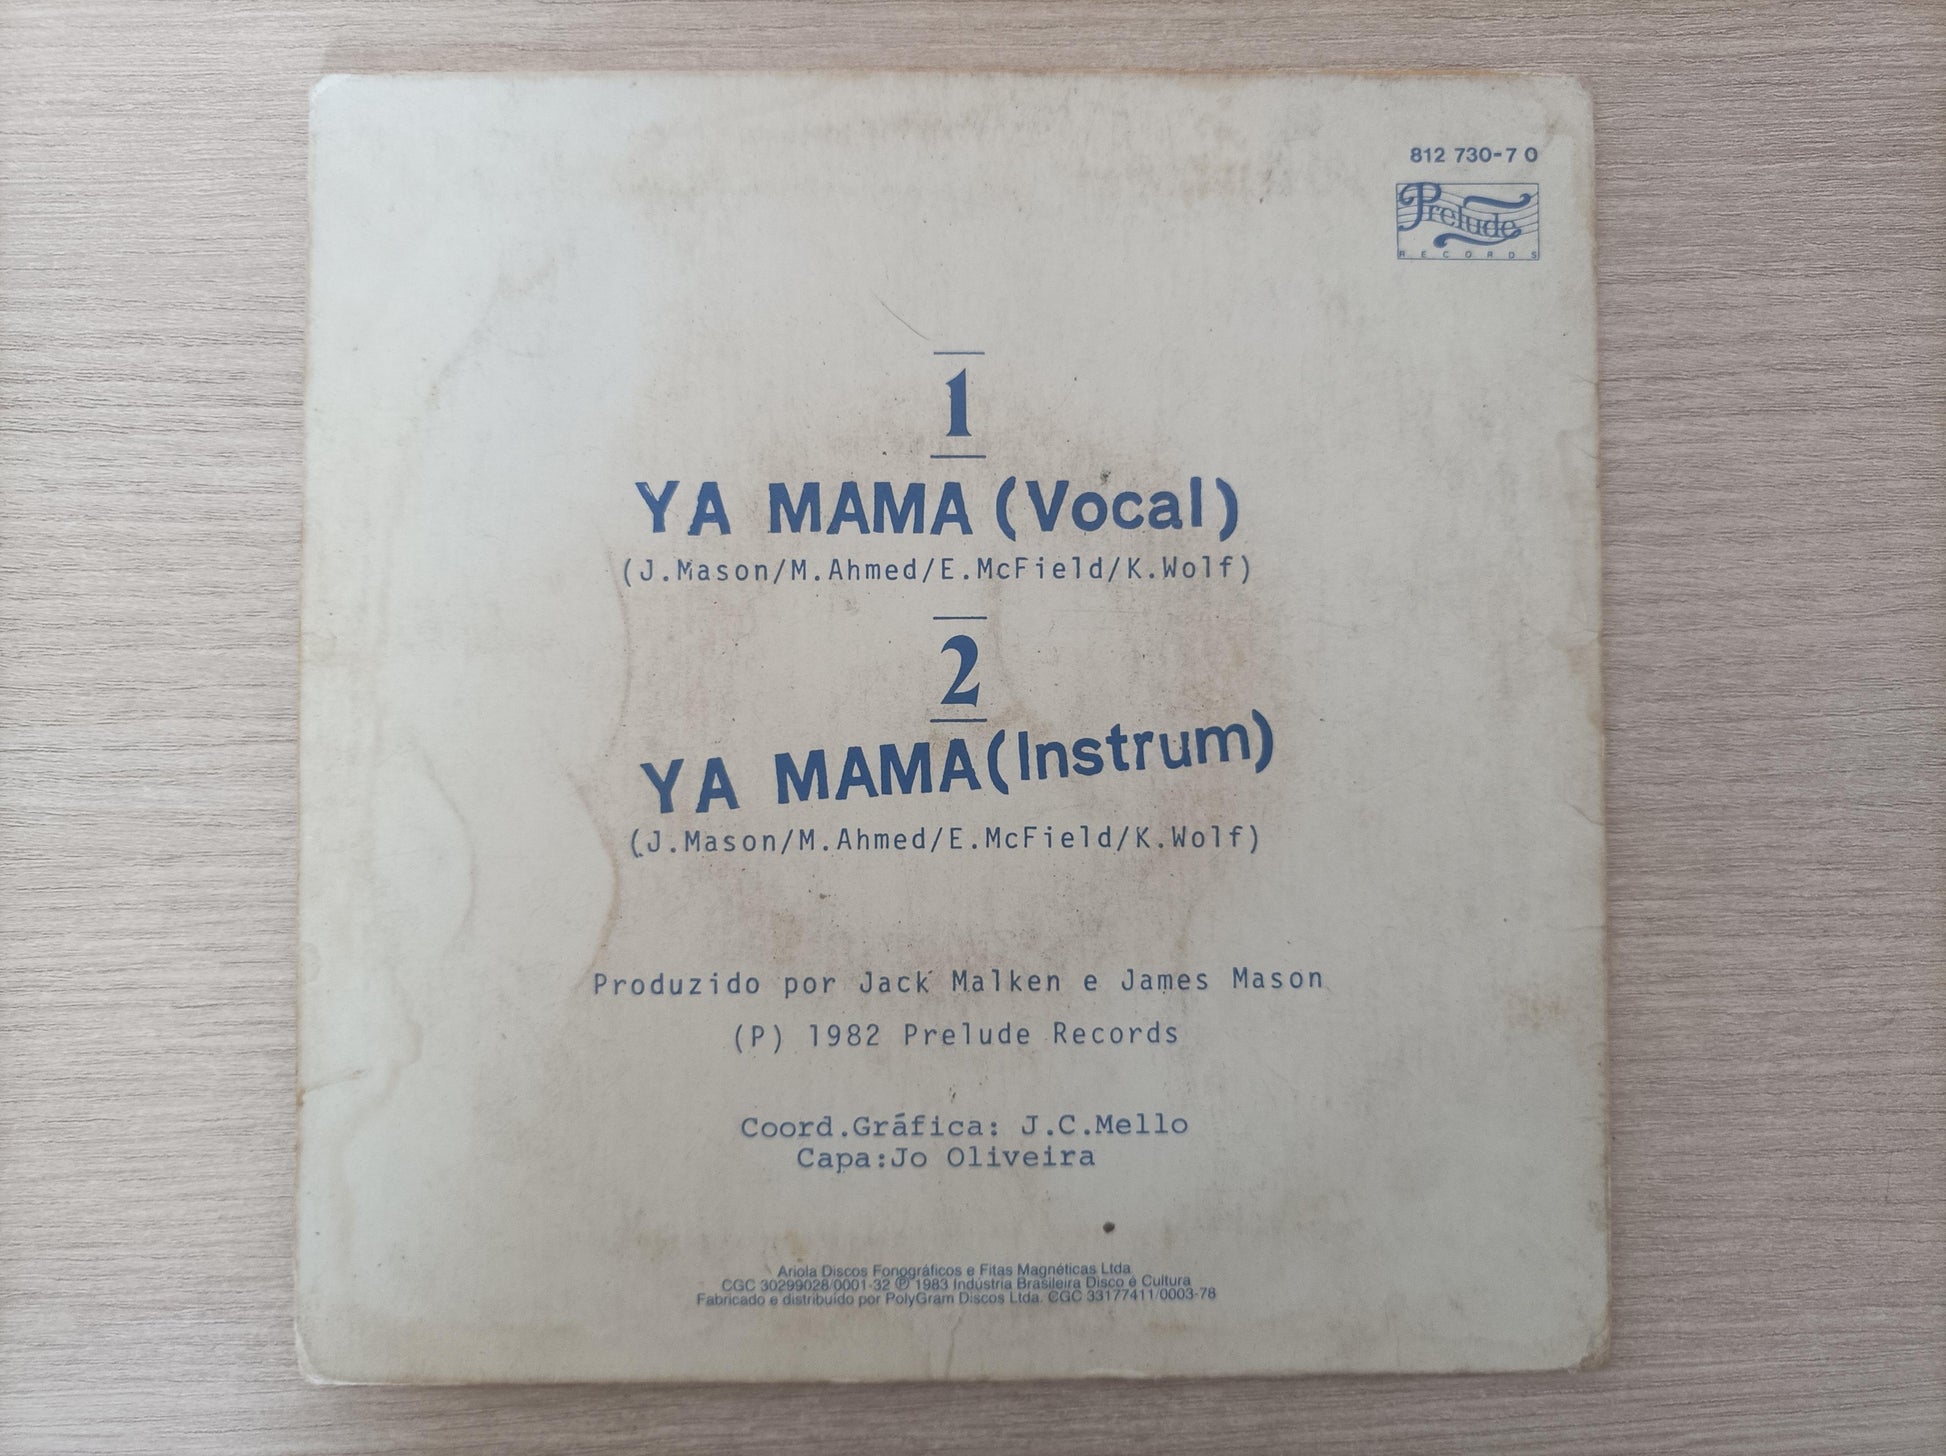 812 730-7 0
Prelude
RECORDS
1
YA MAMA (Vocal)
(J.Mason/M.Ahmed/E.McField/K.Wolf)
2
YA MAMA (Instrum)
(J.Mason/M.Ahmed/E.McField/K.Wolf)
Produzido por Jack Malken e James Mason
(P) 1982 Prelude Records
Coord.Gráfica: J.C.Mello
Capa:Jo Oliveira
Ariola Discos Fonográficos e Fitas Magnéticas Ltda
CGC 30299028/0001-32 ℗ 1983 Indústria Brasileira Disco é Cultura
Fabricado e distribuído por PolyGram Discos Ltda. CGC 33177411/0003-78